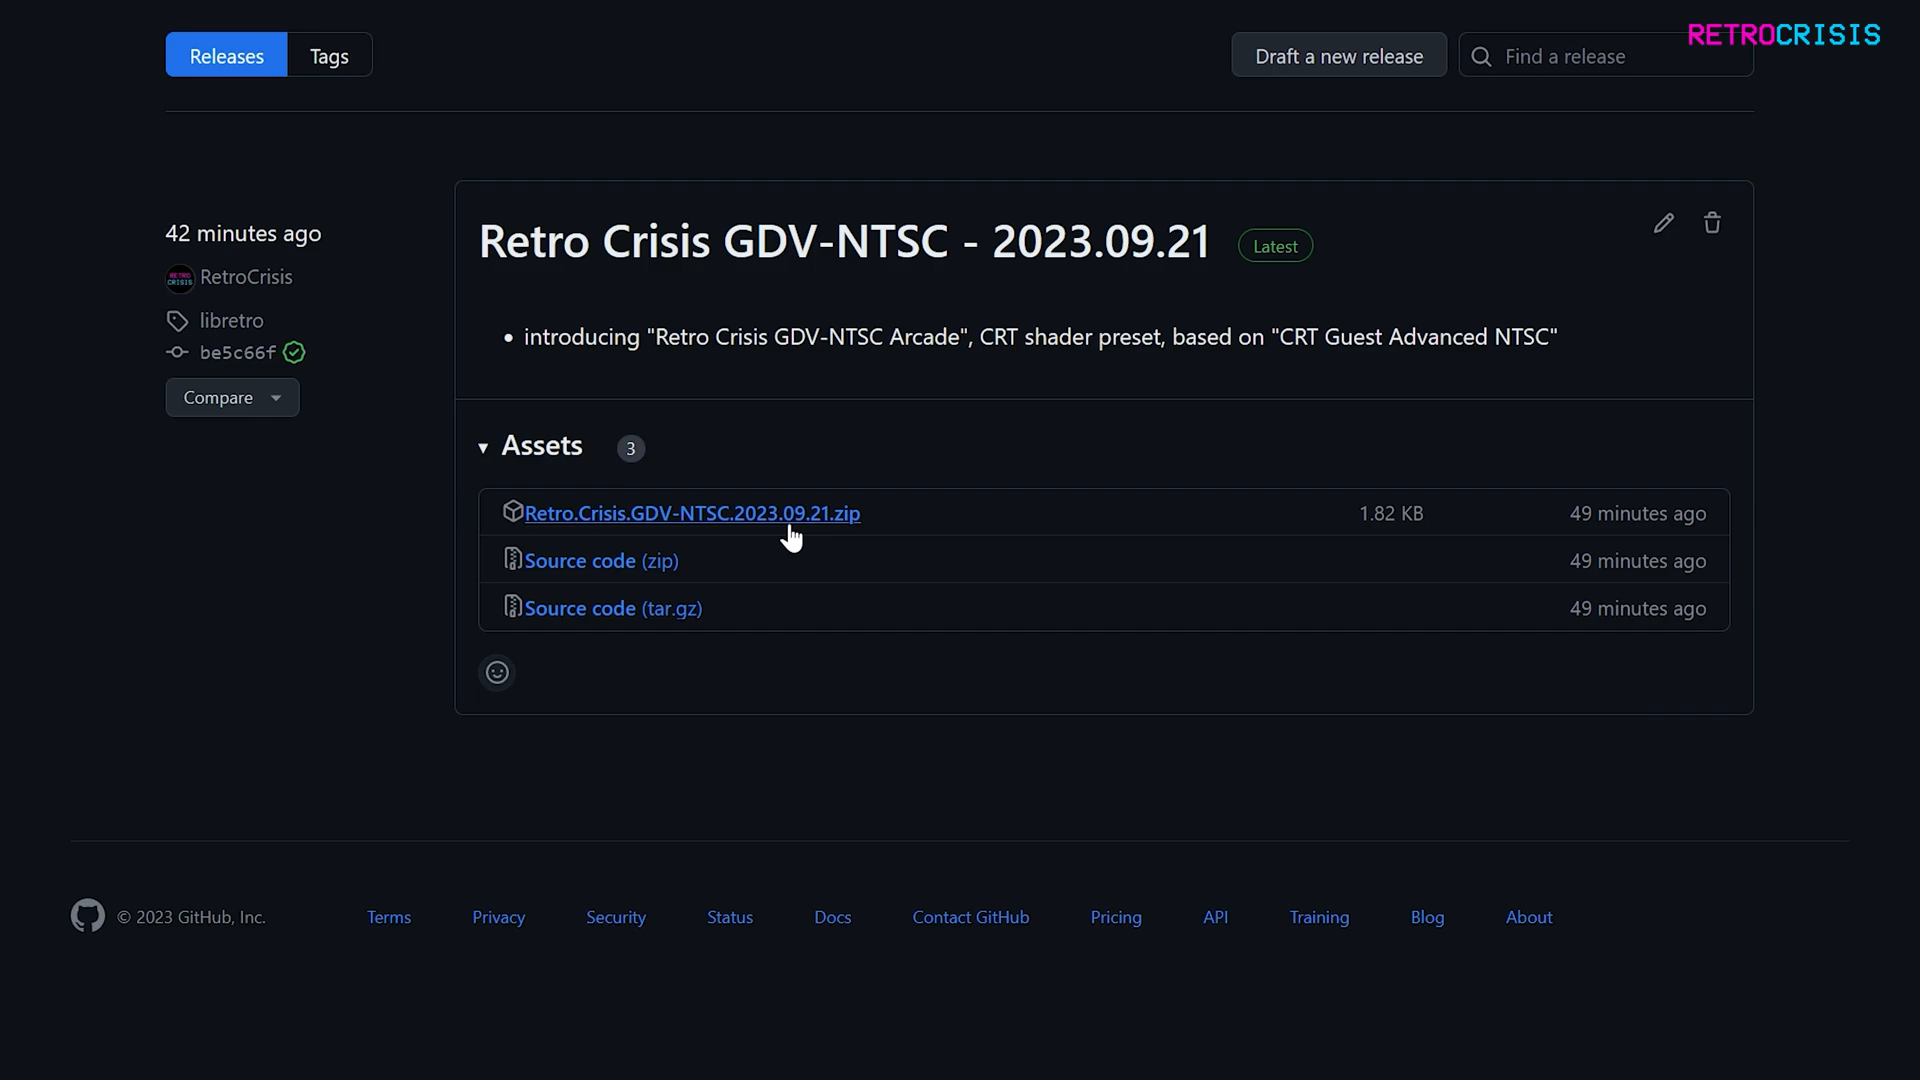 RETROCRISIS
Releases
Tags
Draft a new release
Find a release
42 minutes ago
RETRO CRISIS
RetroCrisis
libretro
be5c66f
Compare
Retro Crisis GDV-NTSC - 2023.09.21
Latest
• introducing "Retro Crisis GDV-NTSC Arcade", CRT shader preset, based on "CRT Guest Advanced NTSC"
Assets 3
Retro.Crisis.GDV-NTSC.2023.09.21.zip 1.82 KB 49 minutes ago
Source code (zip) 49 minutes ago
Source code (tar.gz) 49 minutes ago
© 2023 GitHub, Inc. Terms Privacy Security Status Docs Contact GitHub Pricing API Training Blog About